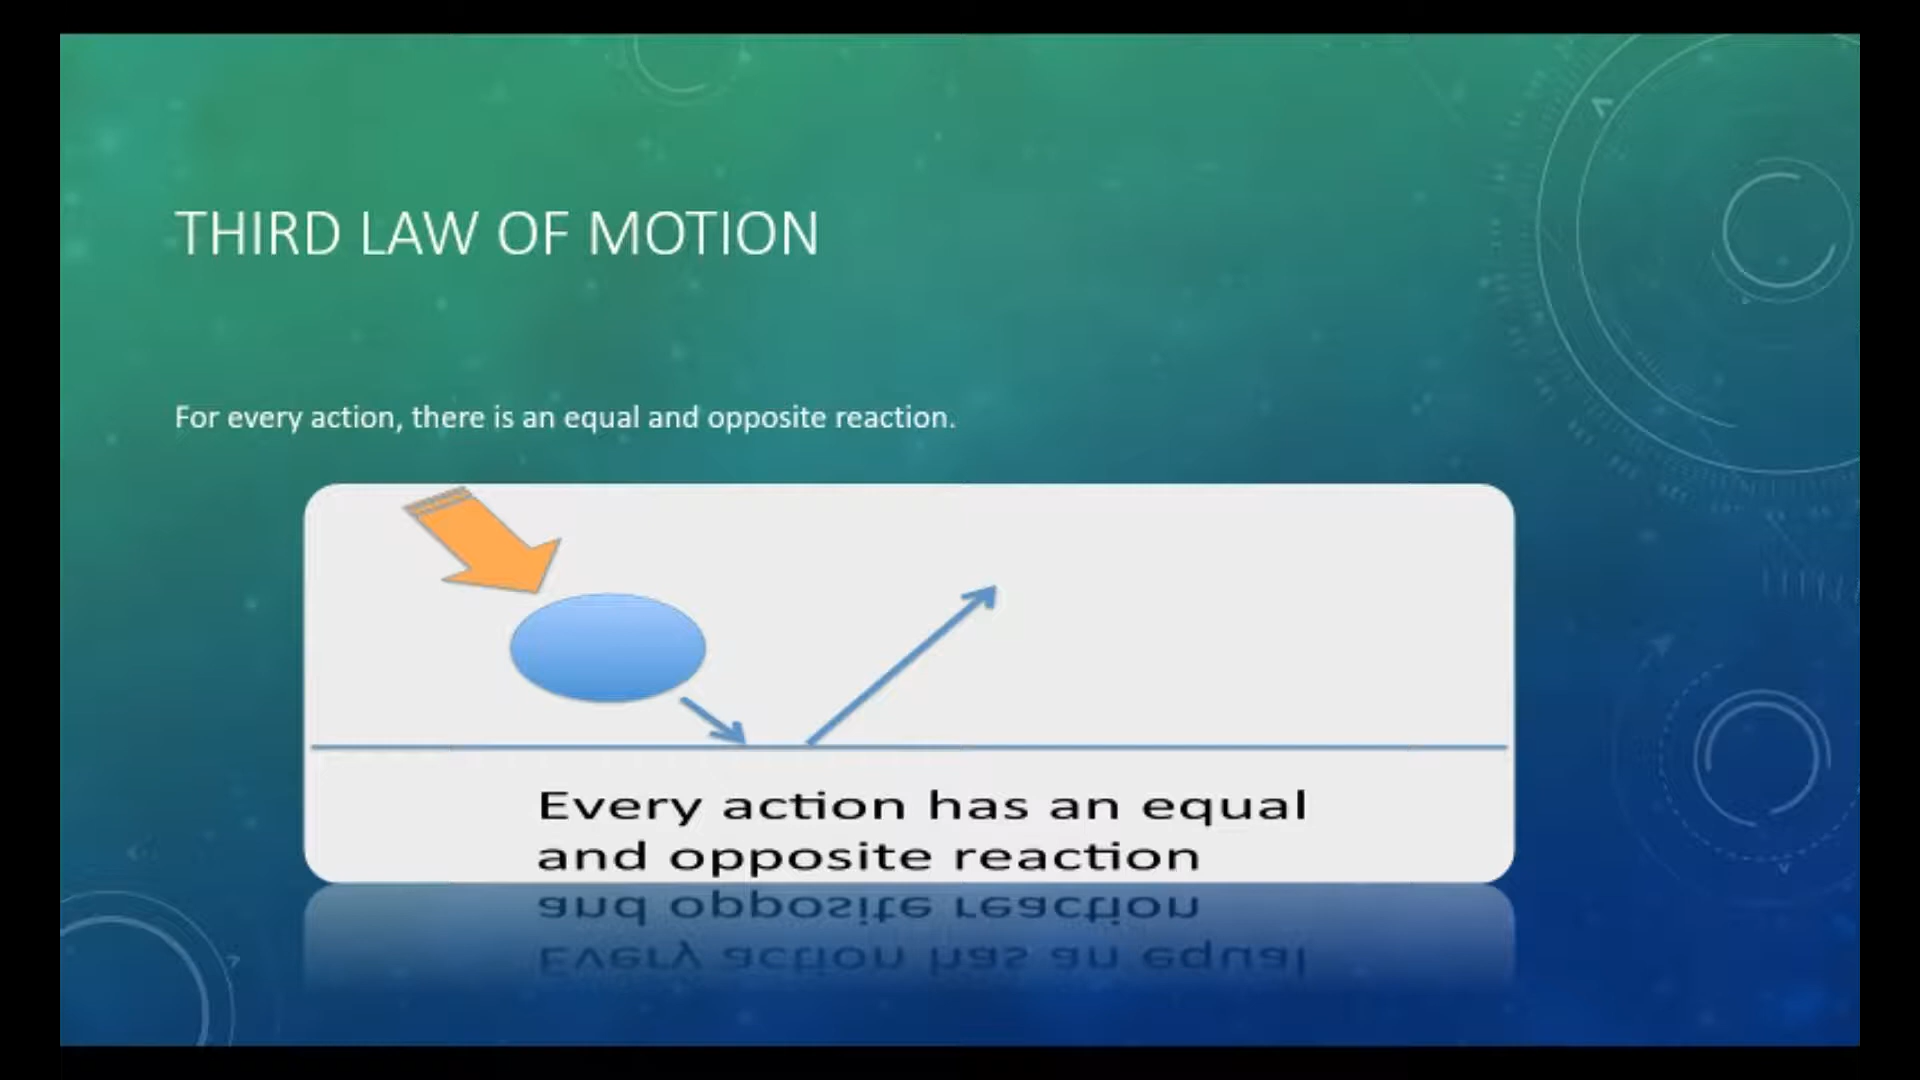 THIRD LAW OF MOTION
For every action, there is an equal and opposite reaction.
Every action has an equal
and opposite reaction